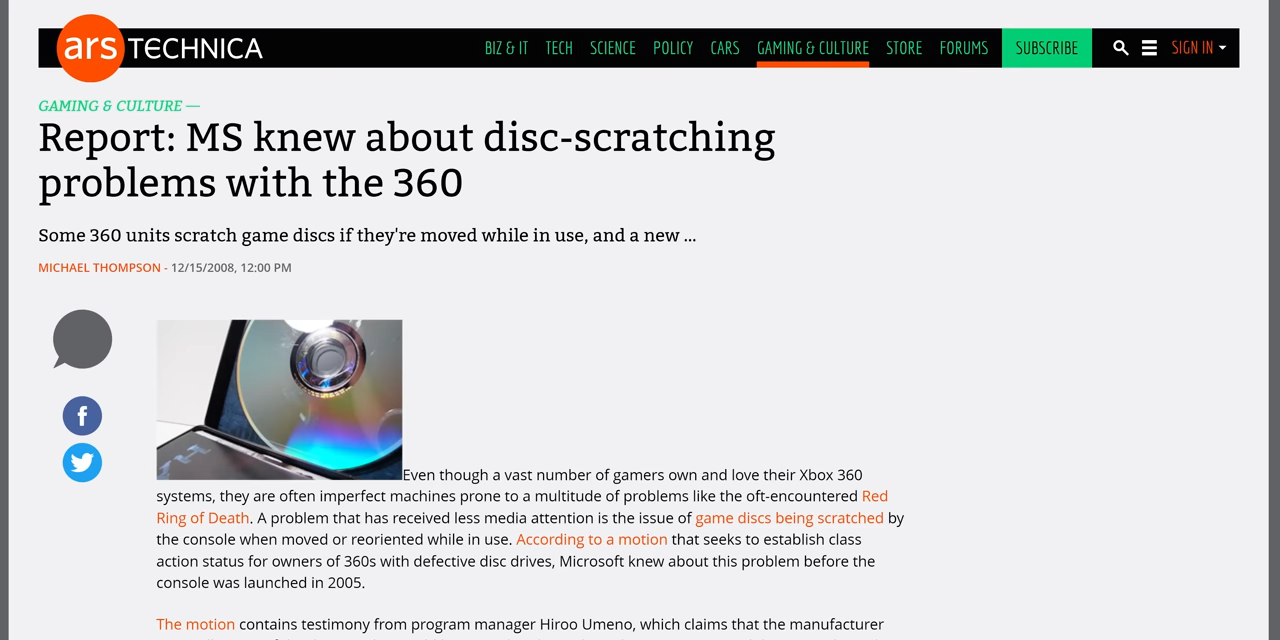 ars TECHNICA
BIZ & IT TECH SCIENCE POLICY CARS GAMING & CULTURE STORE FORUMS SUBSCRIBE SIGN IN
GAMING & CULTURE —
Report: MS knew about disc-scratching
problems with the 360
Some 360 units scratch game discs if they're moved while in use, and a new ...
MICHAEL THOMPSON - 12/15/2008, 12:00 PM
Even though a vast number of gamers own and love their Xbox 360
systems, they are often imperfect machines prone to a multitude of problems like the oft-encountered Red
Ring of Death. A problem that has received less media attention is the issue of game discs being scratched by
the console when moved or reoriented while in use. According to a motion that seeks to establish class
action status for owners of 360s with defective disc drives, Microsoft knew about this problem before the
console was launched in 2005.
The motion contains testimony from program manager Hiroo Umeno, which claims that the manufacturer